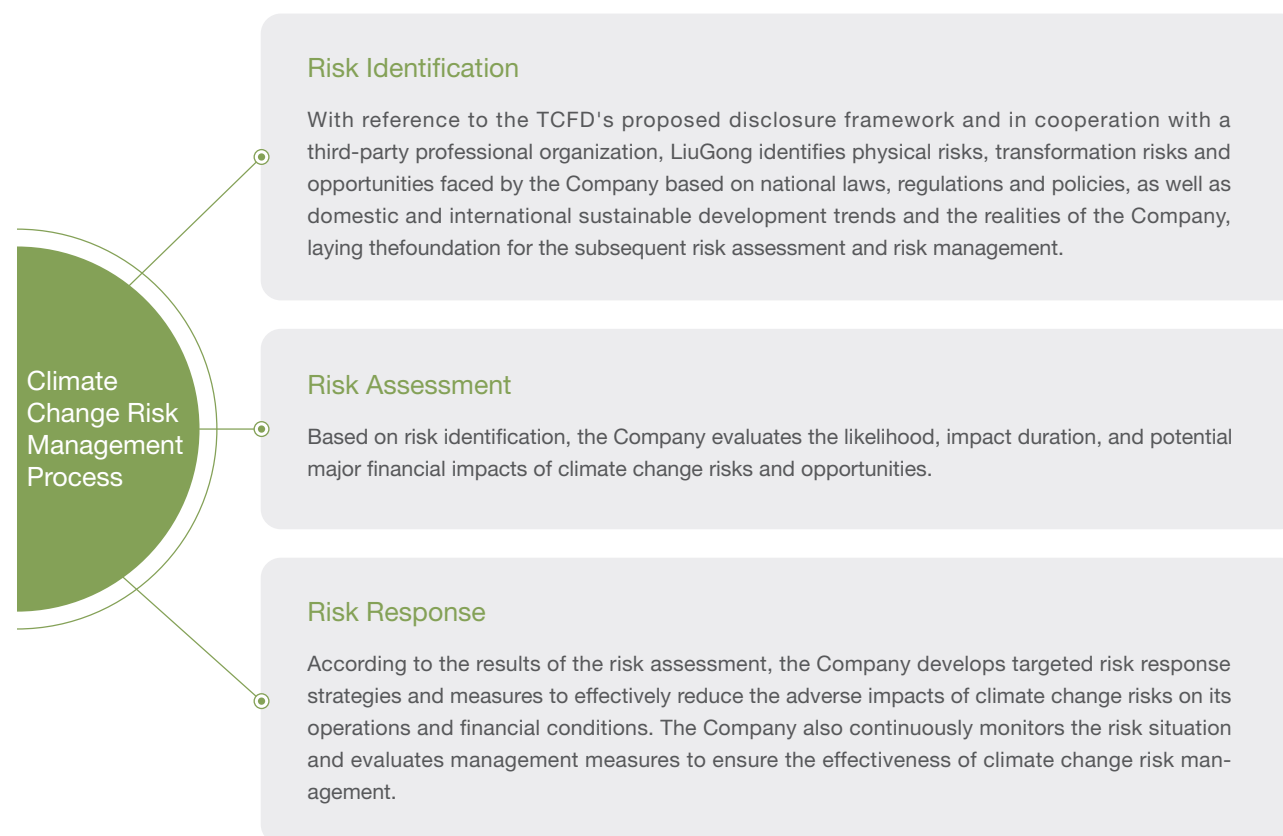 Climate
Change Risk
Management
Process
Risk Identification
With reference to the TCFD's proposed disclosure framework and in cooperation with a
third-party professional organization, LiuGong identifies physical risks, transformation risks and
opportunities faced by the Company based on national laws, regulations and policies, as well as
domestic and international sustainable development trends and the realities of the Company,
laying thefoundation for the subsequent risk assessment and risk management.
Risk Assessment
Based on risk identification, the Company evaluates the likelihood, impact duration, and potential
major financial impacts of climate change risks and opportunities.
Risk Response
According to the results of the risk assessment, the Company develops targeted risk response
strategies and measures to effectively reduce the adverse impacts of climate change risks on its
operations and financial conditions. The Company also continuously monitors the risk situation
and evaluates management measures to ensure the effectiveness of climate change risk man-
agement.